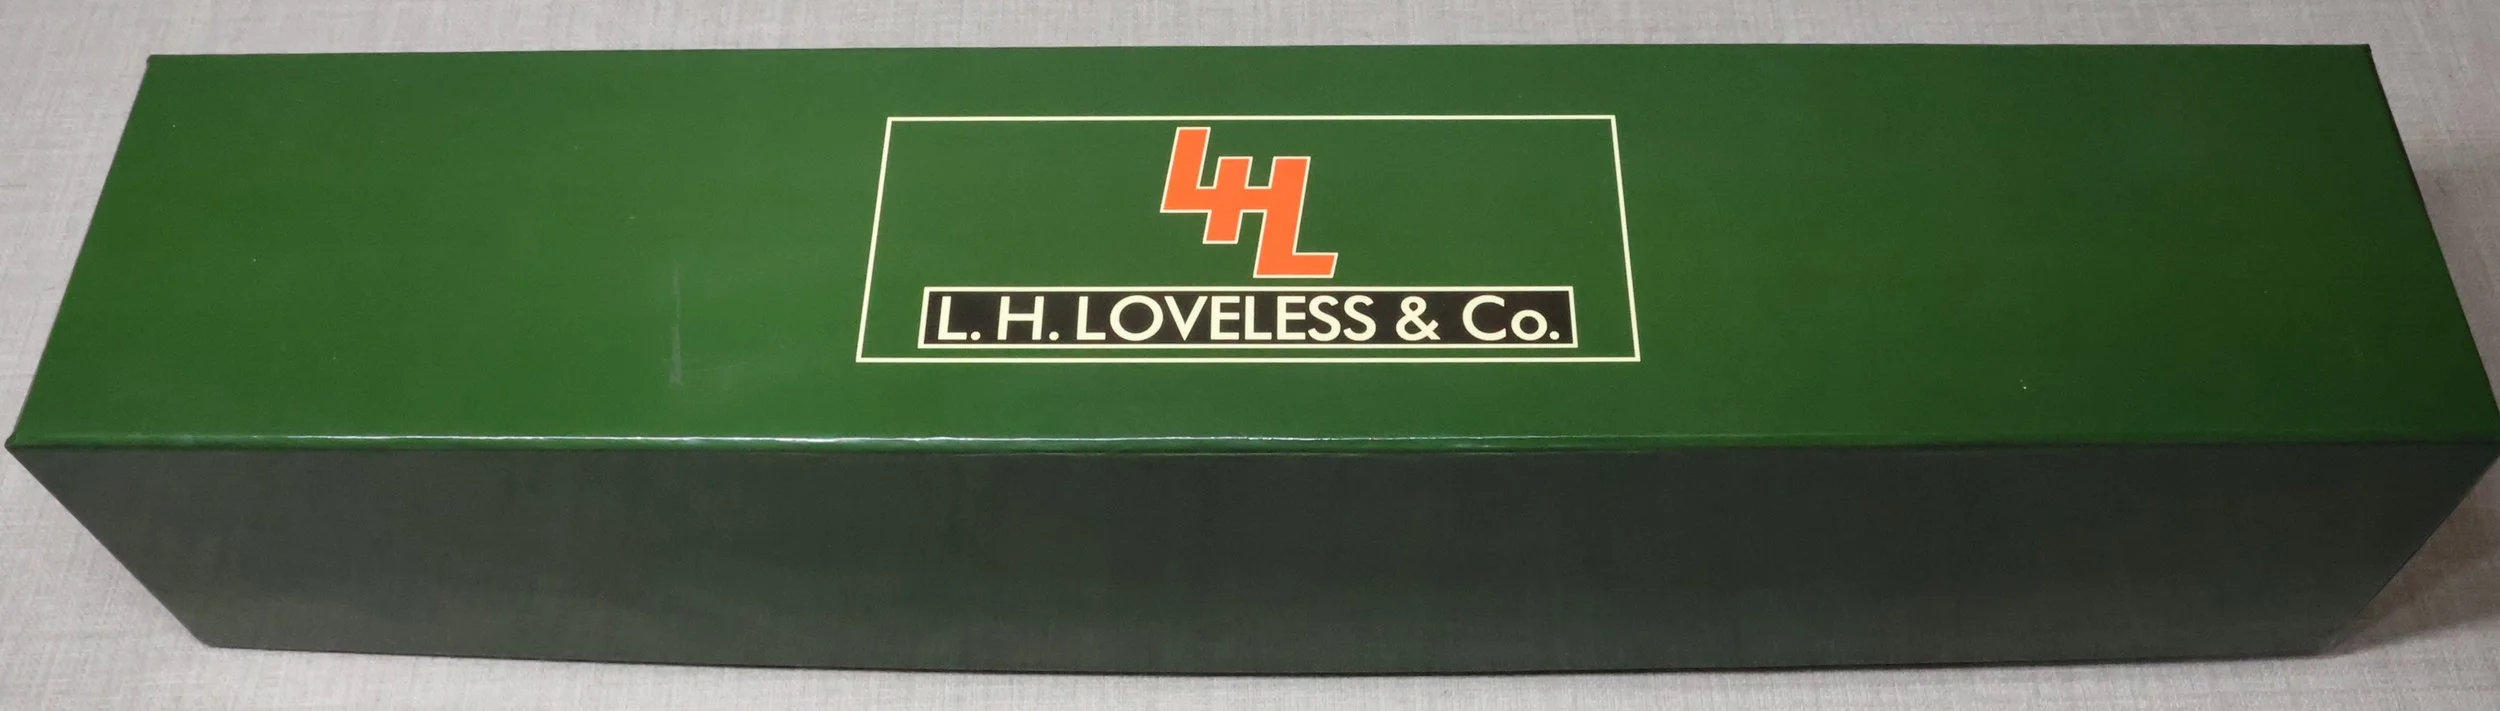 LHL
L. H. LOVELESS & Co.